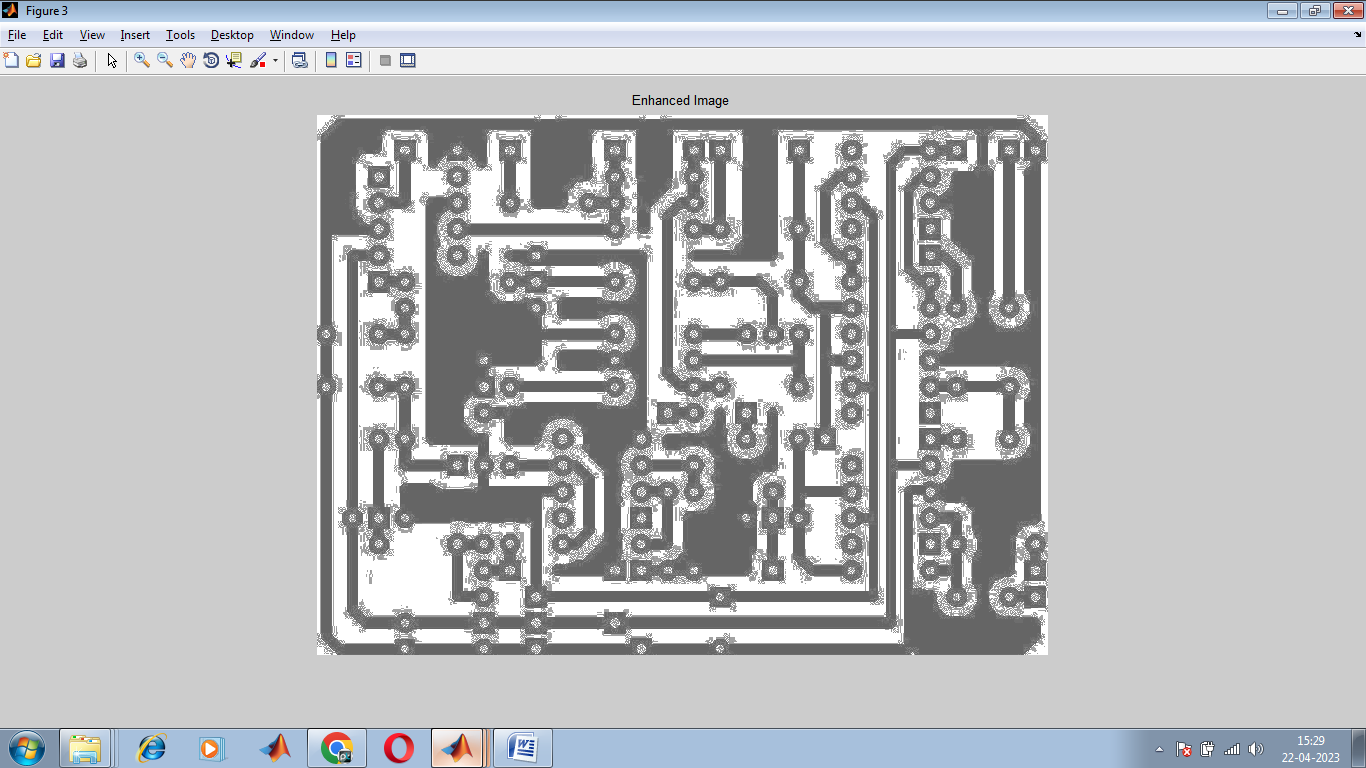 Figure 3
File Edit View Insert Tools Desktop Window Help
Enhanced Image
15:29
22-04-2023